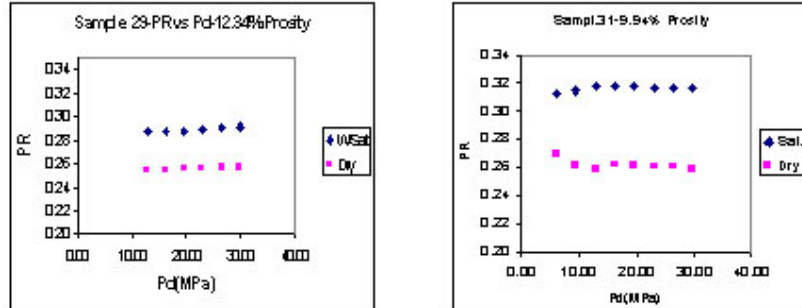 Sample 29-PR vs Pd-12.34% Prosity
0.34
0.32
0.30
0.28
0.26
0.24
0.22
0.20
PR
0.00 10.00 20.00 30.00 40.00
Pd(MPa)
W/Sat
Dry
Sampl.31-9.94% Prosity
0.34
0.32
0.30
0.28
0.26
0.24
0.22
0.20
PR
0.00 10.00 20.00 30.00 40.00
Pd(MPa)
Sat.
Dry